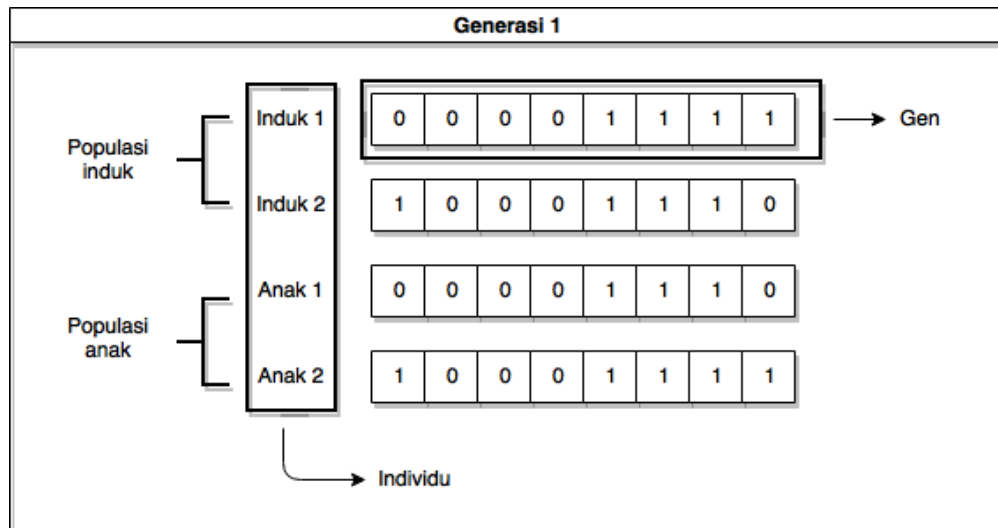 Generasi 1
Induk 1 0 0 0 0 1 1 1 1 Gen
Populasi
induk
Induk 2 1 0 0 0 1 1 1 0
Anak 1 0 0 0 0 1 1 1 0
Populasi
anak
Anak 2 1 0 0 0 1 1 1 1
Individu